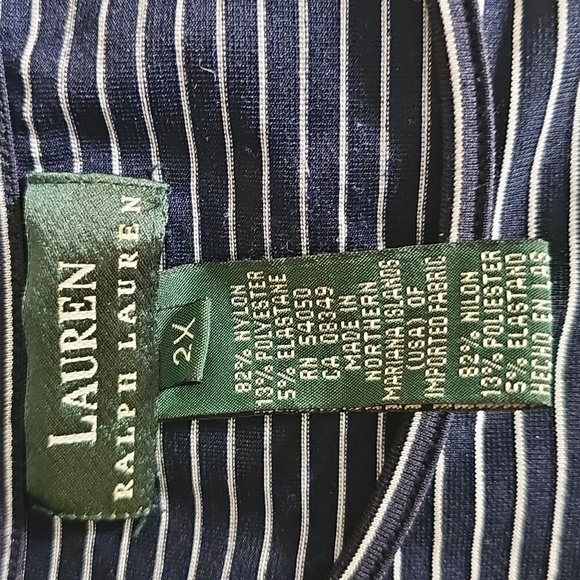 LAUREN
RALPH LAUREN
2X
82% NYLON
13% POLYESTER
5% ELASTANE
RN 54050
CA 08349
MADE IN
NORTHERN
MARIANA ISLANDS
(USA) OF
IMPORTED FABRIC
82% NILON
13% POLIESTER
5% ELASTANO
HECHO EN LAS